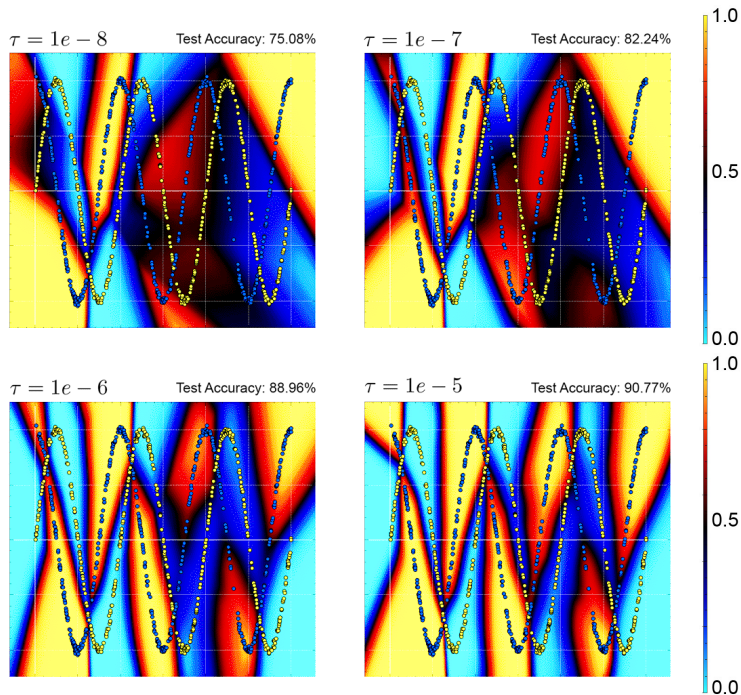 τ = 1e − 8 Test Accuracy: 75.08%
τ = 1e − 7 Test Accuracy: 82.24%
1.0
0.5
0.0
τ = 1e − 6 Test Accuracy: 88.96%
τ = 1e − 5 Test Accuracy: 90.77%
1.0
0.5
0.0